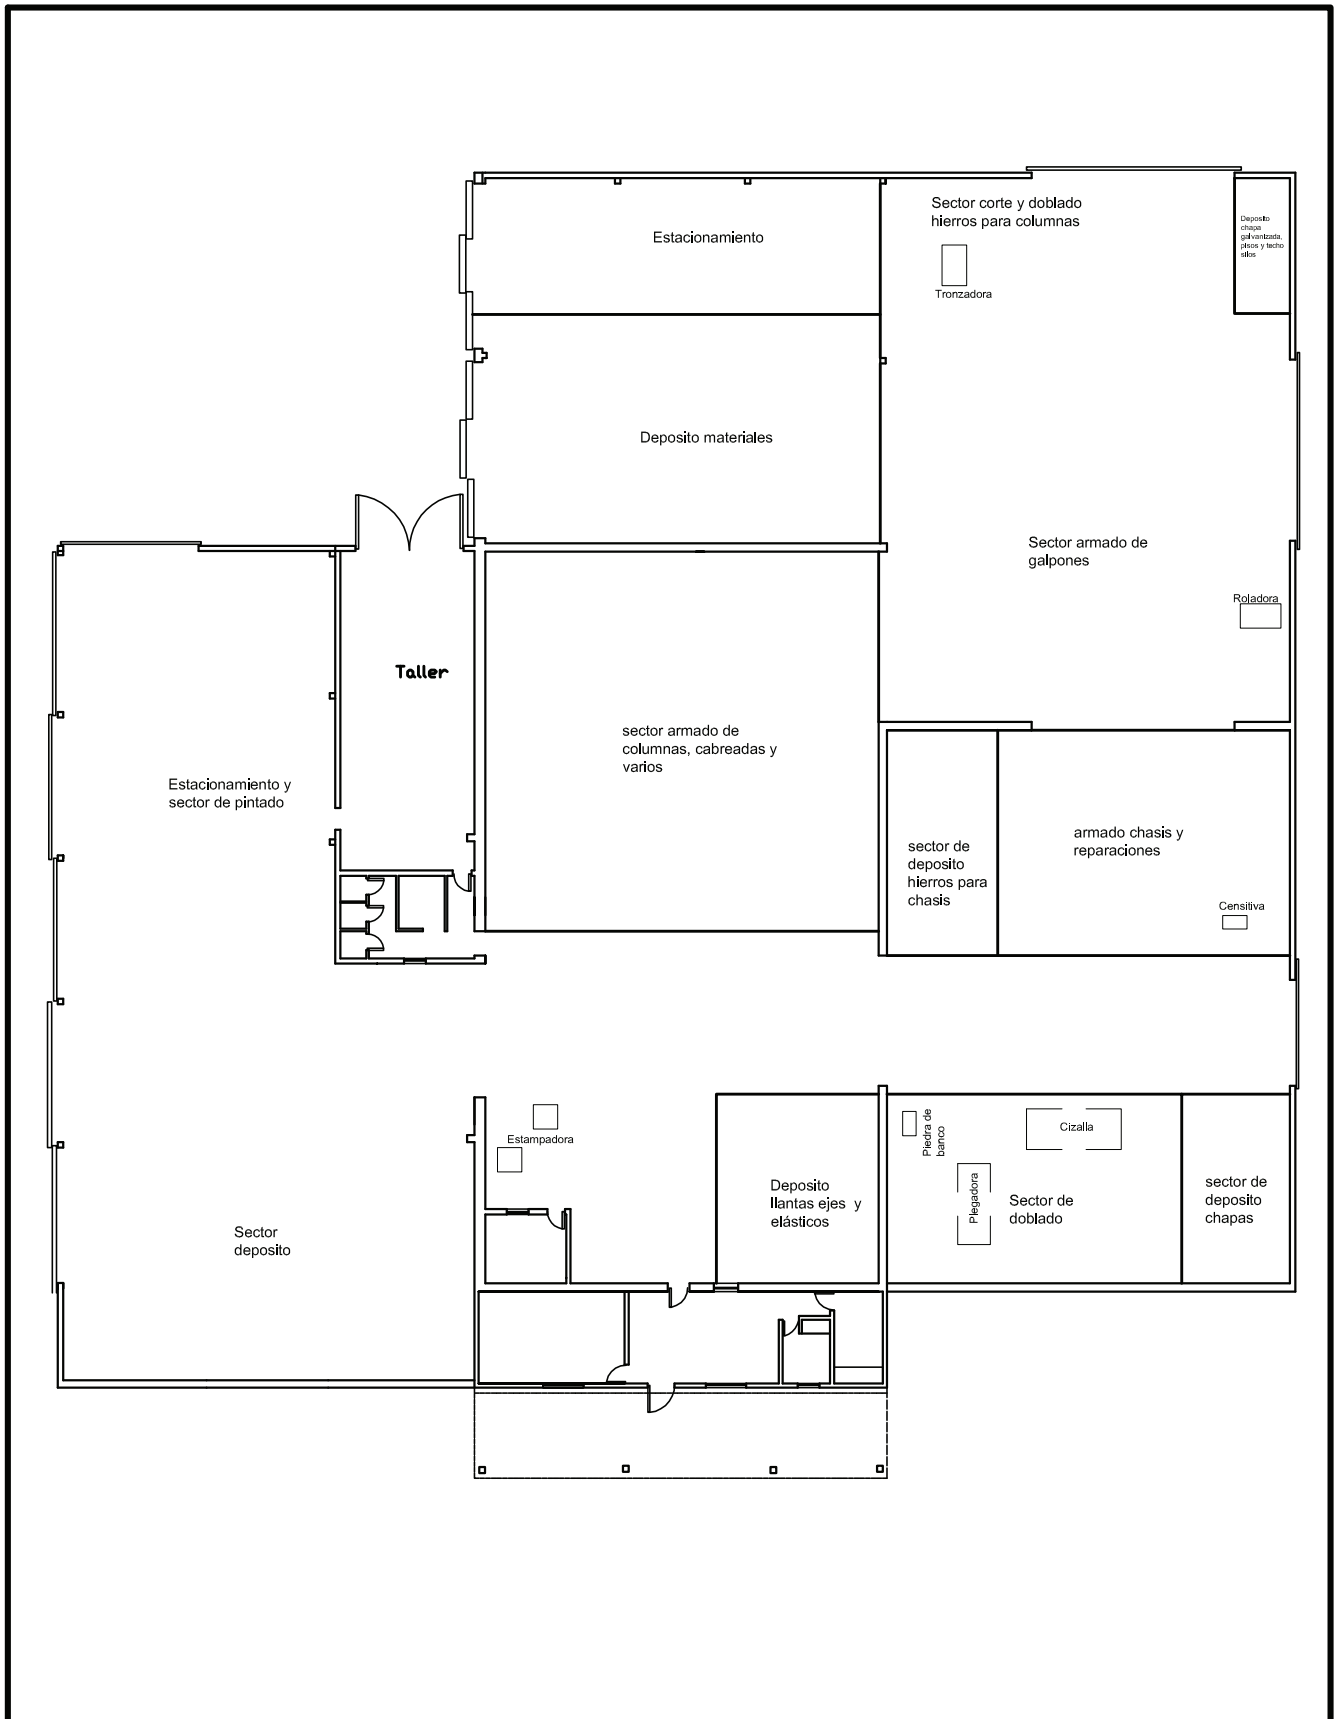 Sector corte y doblado
hierros para columnas
Estacionamiento
Deposito
chapa
galvanizada,
pisos y techo
silos
Tronzadora
Deposito materiales
Sector armado de
galpones
Roladora
Taller
sector armado de
columnas, cabreadas y
varios
Estacionamiento y
sector de pintado
armado chasis y
reparaciones
sector de
deposito
hierros para
chasis
Censitiva
Estampadora
Piedra de
banco
Cizalla
Plegadora
Deposito
llantas ejes y
elásticos
Sector de
doblado
sector de
deposito
chapas
Sector
deposito